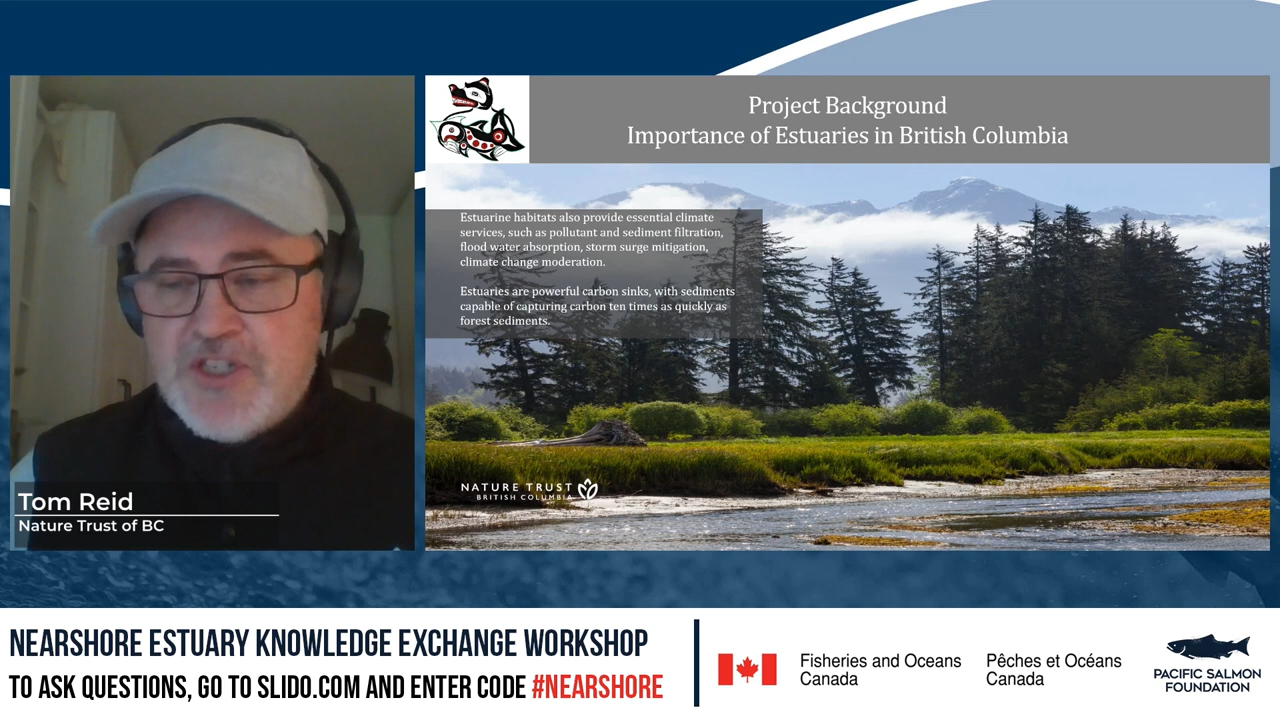 Project Background
Importance of Estuaries in British Columbia
Estuarine habitats also provide essential climate
services, such as pollutant and sediment filtration,
flood water absorption, storm surge mitigation,
climate change moderation.
Estuaries are powerful carbon sinks, with sediments
capable of capturing carbon ten times as quickly as
forest sediments.
NATURE TRUST
BRITISH COLUMBIA
Tom Reid
Nature Trust of BC
NEARSHORE ESTUARY KNOWLEDGE EXCHANGE WORKSHOP
TO ASK QUESTIONS, GO TO SLIDO.COM AND ENTER CODE #NEARSHORE
Fisheries and Oceans
Canada
Pêches et Océans
Canada
PACIFIC SALMON
FOUNDATION